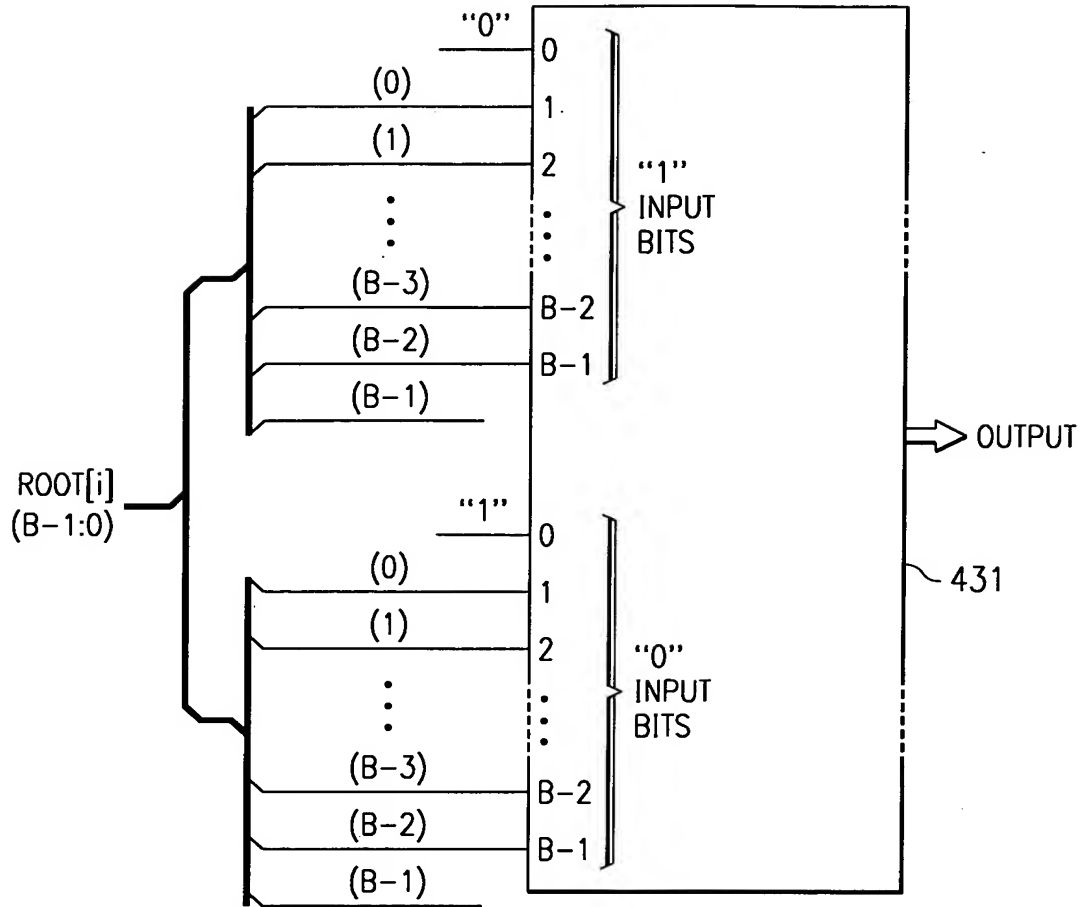 “0”
0
(0)
1
(1)
2
“1”
INPUT
BITS
(B-3)
B-2
(B-2)
B-1
(B-1)
OUTPUT
ROOT[i]
(B-1:0)
“1”
0
(0)
1
431
(1)
2
“0”
INPUT
BITS
(B-3)
B-2
(B-2)
B-1
(B-1)